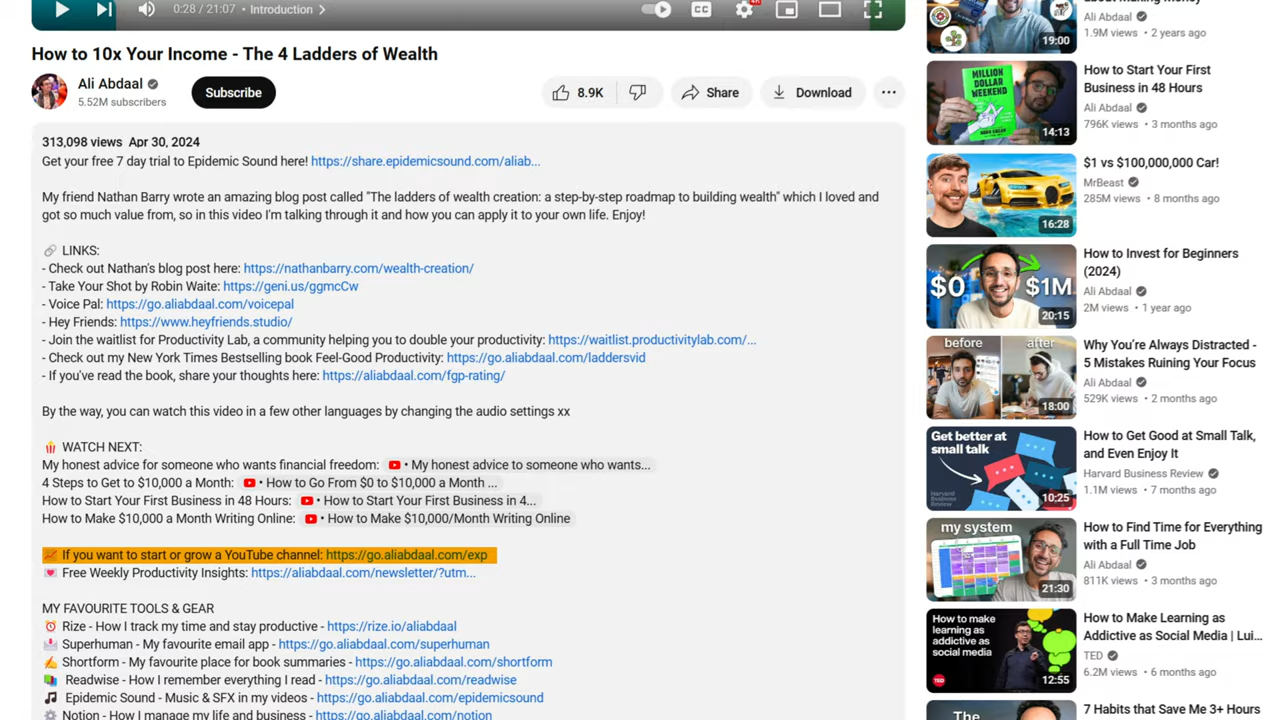 0:28 / 21:07 • Introduction >
CC
How to 10x Your Income - The 4 Ladders of Wealth
Ali Abdaal
5.52M subscribers
Subscribe
8.9K
Share
Download
313,098 views Apr 30, 2024
Get your free 7 day trial to Epidemic Sound here! https://share.epidemicsound.com/aliab...
My friend Nathan Barry wrote an amazing blog post called "The ladders of wealth creation: a step-by-step roadmap to building wealth" which I loved and
got so much value from, so in this video I'm talking through it and how you can apply it to your own life. Enjoy!
🔗 LINKS:
- Check out Nathan's blog post here: https://nathanbarry.com/wealth-creation/
- Take Your Shot by Robin Waite: https://geni.us/ggmcCw
- Voice Pal: https://go.aliabdaal.com/voicepal
- Hey Friends: https://www.heyfriends.studio/
- Join the waitlist for Productivity Lab, a community helping you to double your productivity: https://waitlist.productivitylab.com/...
- Check out my New York Times Bestselling book Feel-Good Productivity: https://go.aliabdaal.com/laddersvid
- If you've read the book, share your thoughts here: https://aliabdaal.com/fgp-rating/
By the way, you can watch this video in a few other languages by changing the audio settings xx
🍿 WATCH NEXT:
My honest advice for someone who wants financial freedom: • My honest advice to someone who wants...
4 Steps to Get to $10,000 a Month: • How to Go From $0 to $10,000 a Month ...
How to Start Your First Business in 48 Hours: • How to Start Your First Business in 4...
How to Make $10,000 a Month Writing Online: • How to Make $10,000/Month Writing Online
📈 If you want to start or grow a YouTube channel: https://go.aliabdaal.com/exp
💌 Free Weekly Productivity Insights: https://aliabdaal.com/newsletter/?utm...
MY FAVOURITE TOOLS & GEAR
⏰ Rize - How I track my time and stay productive - https://rize.io/aliabdaal
📩 Superhuman - My favourite email app - https://go.aliabdaal.com/superhuman
✍️ Shortform - My favourite place for book summaries - https://go.aliabdaal.com/shortform
📚 Readwise - How I remember everything I read - https://go.aliabdaal.com/readwise
🎵 Epidemic Sound - Music & SFX in my videos - https://go.aliabdaal.com/epidemicsound
⚙️ Notion - How I manage my life and business - https://go.aliabdaal.com/notion
19:00
about Making Money
Ali Abdaal
1.9M views • 2 years ago
MILLION
DOLLAR
WEEKEND
14:13
How to Start Your First
Business in 48 Hours
Ali Abdaal
796K views • 3 months ago
16:28
$1 vs $100,000,000 Car!
MrBeast
285M views • 8 months ago
$0
$1M
20:15
How to Invest for Beginners
(2024)
Ali Abdaal
2M views • 1 year ago
before
after
18:00
Why You're Always Distracted -
5 Mistakes Ruining Your Focus
Ali Abdaal
529K views • 2 months ago
Get better at
small talk
Harvard
Business
Review
10:25
How to Get Good at Small Talk,
and Even Enjoy It
Harvard Business Review
1.1M views • 7 months ago
my system
21:30
How to Find Time for Everything
with a Full Time Job
Ali Abdaal
811K views • 3 months ago
How to make
learning as
addictive as
social media
TED
12:55
How to Make Learning as
Addictive as Social Media | Lui...
TED
6.2M views • 6 months ago
The
7 Habits that Save Me 3+ Hours